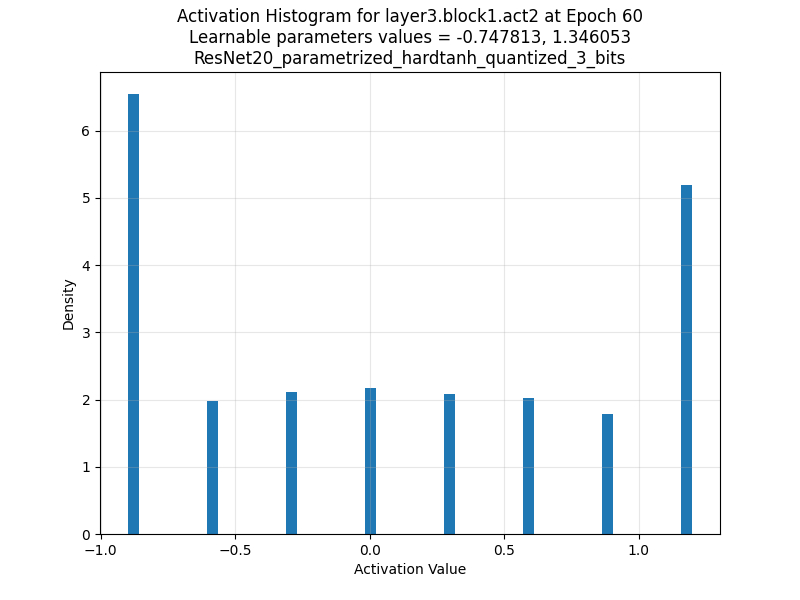 Activation Histogram for layer3.block1.act2 at Epoch 60
Learnable parameters values = -0.747813, 1.346053
ResNet20_parametrized_hardtanh_quantized_3_bits
6
5
4
3
2
1
0
Density
−1.0 −0.5 0.0 0.5 1.0
Activation Value